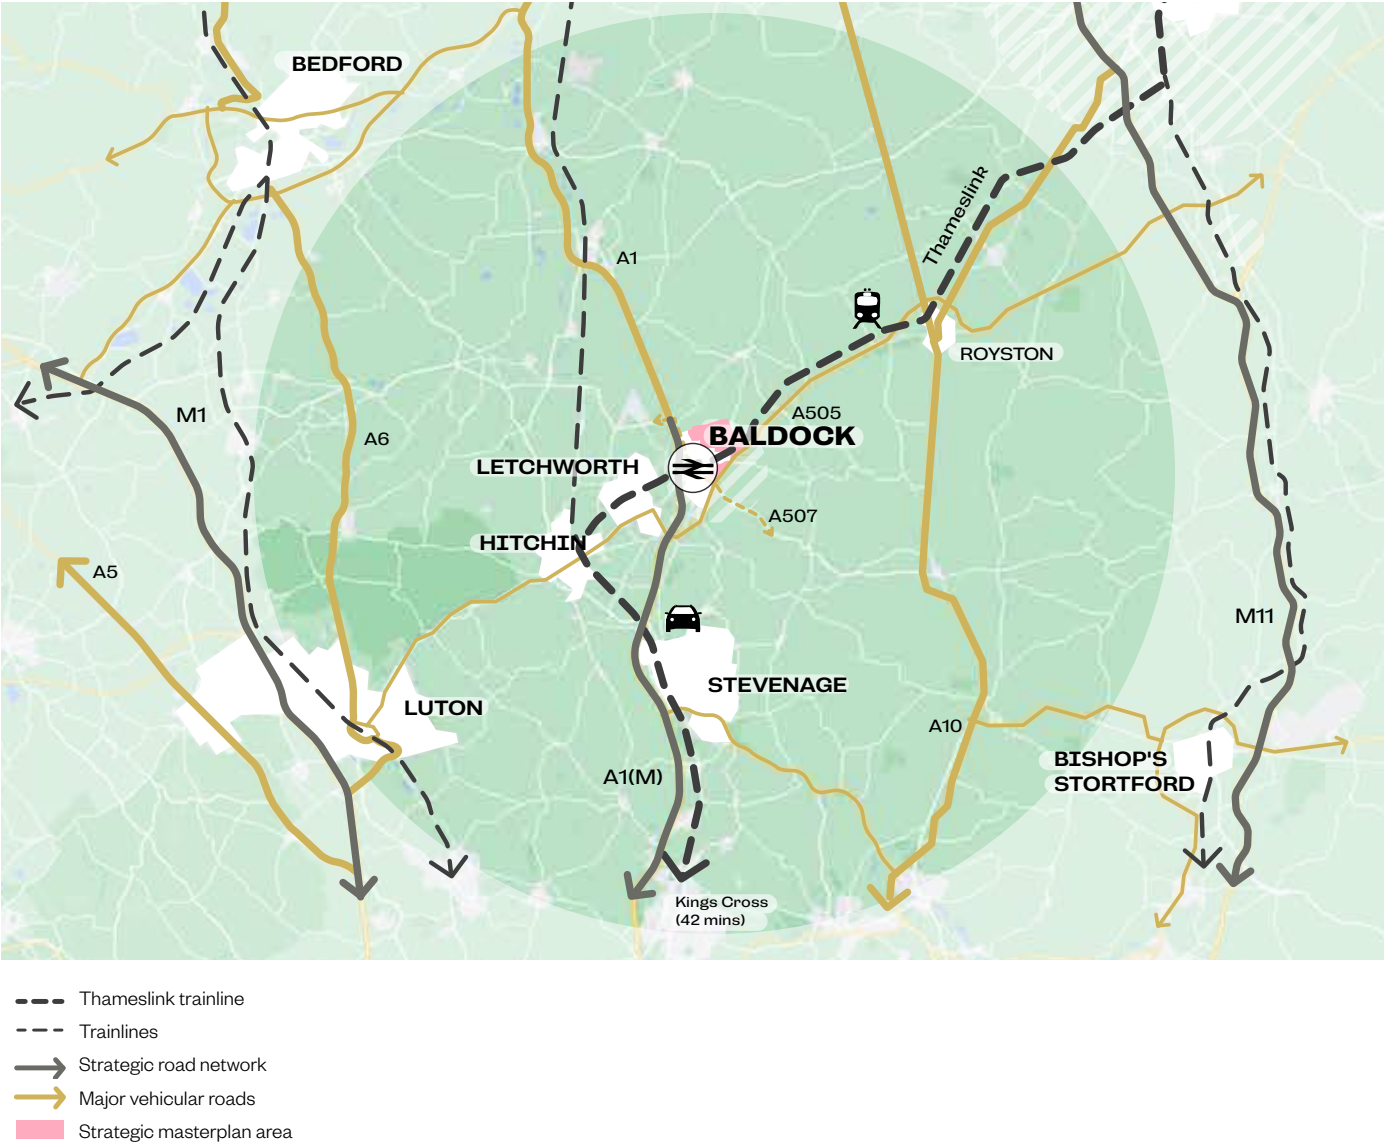 BEDFORD
Thameslink
A1
ROYSTON
M1
A505
BALDOCK
A6
LETCHWORTH
A507
HITCHIN
A5
M11
STEVENAGE
LUTON
A10
BISHOP'S
STORTFORD
A1(M)
Kings Cross
(42 mins)
Thameslink trainline
Trainlines
Strategic road network
Major vehicular roads
Strategic masterplan area